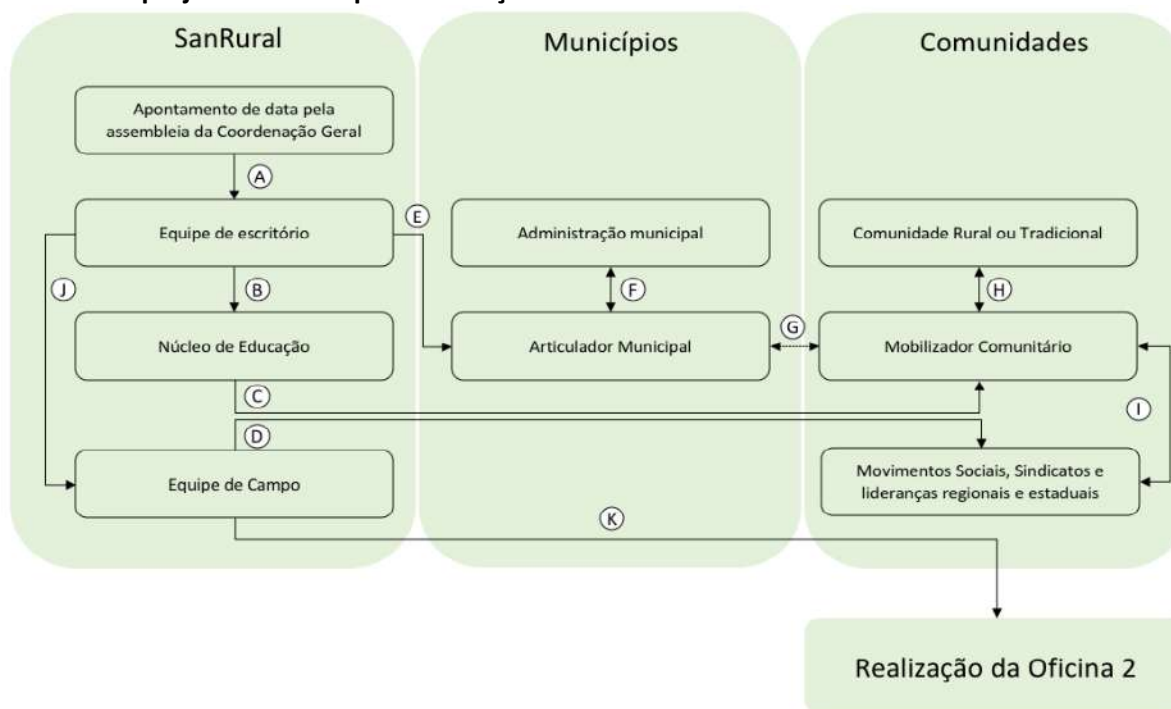 SanRural
Municípios
Comunidades
Apontamento de data pela
assembleia da Coordenação Geral
A
Equipe de escritório
E
Administração municipal
Comunidade Rural ou Tradicional
J
B
F
H
Núcleo de Educação
Articulador Municipal
G
Mobilizador Comunitário
C
I
D
Equipe de Campo
Movimentos Sociais, Sindicatos e
lideranças regionais e estaduais
K
Realização da Oficina 2